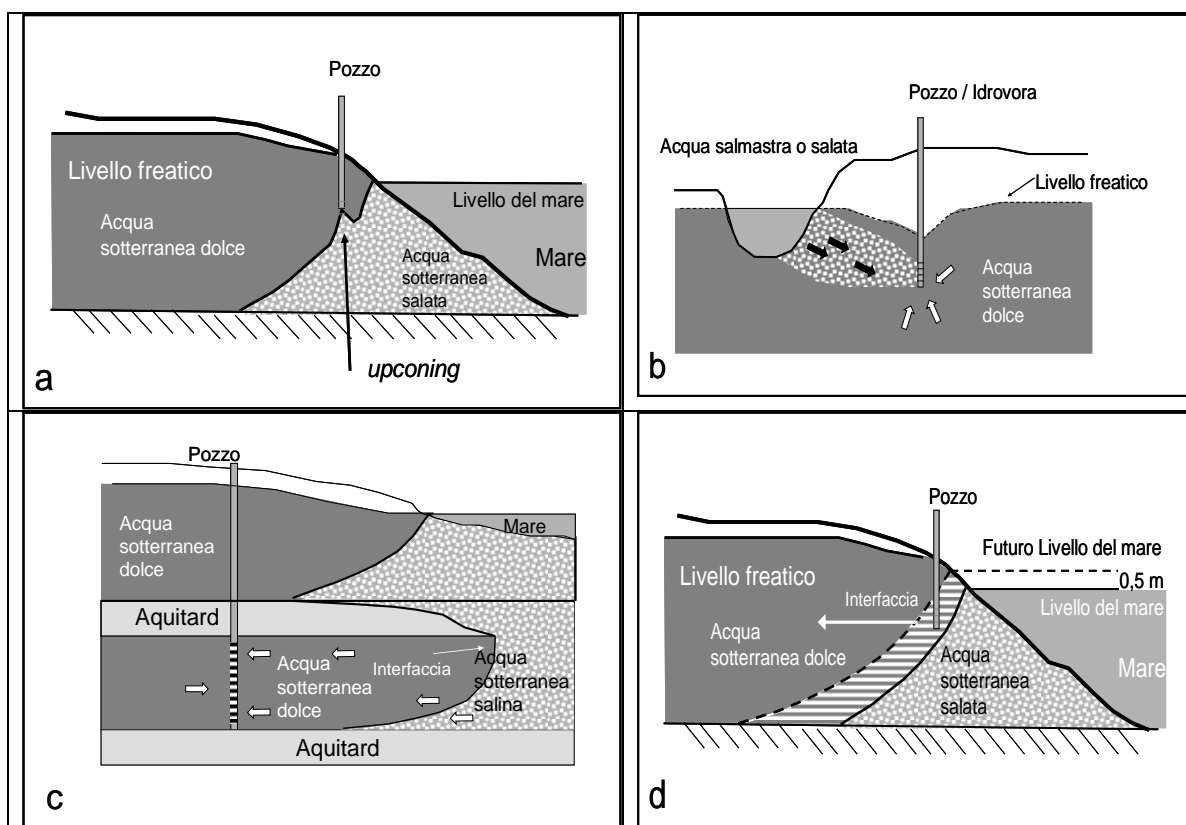 Pozzo
Livello freatico
Acqua
sotterranea dolce
Livello del mare
Mare
Acqua
sotterranea
salata
upconing
a
Pozzo / Idrovora
Acqua salmastra o salata
Livello freatico
Acqua
sotterranea
dolce
b
Pozzo
Acqua
sotterranea
dolce
Mare
Aquitard
Acqua
sotterranea
dolce
Interfaccia
Acqua
sotterranea
salina
Aquitard
c
Pozzo
Futuro Livello del mare
0,5 m
Livello freatico
Interfaccia
Livello del mare
Acqua
sotterranea dolce
Mare
Acqua
sotterranea
salata
d